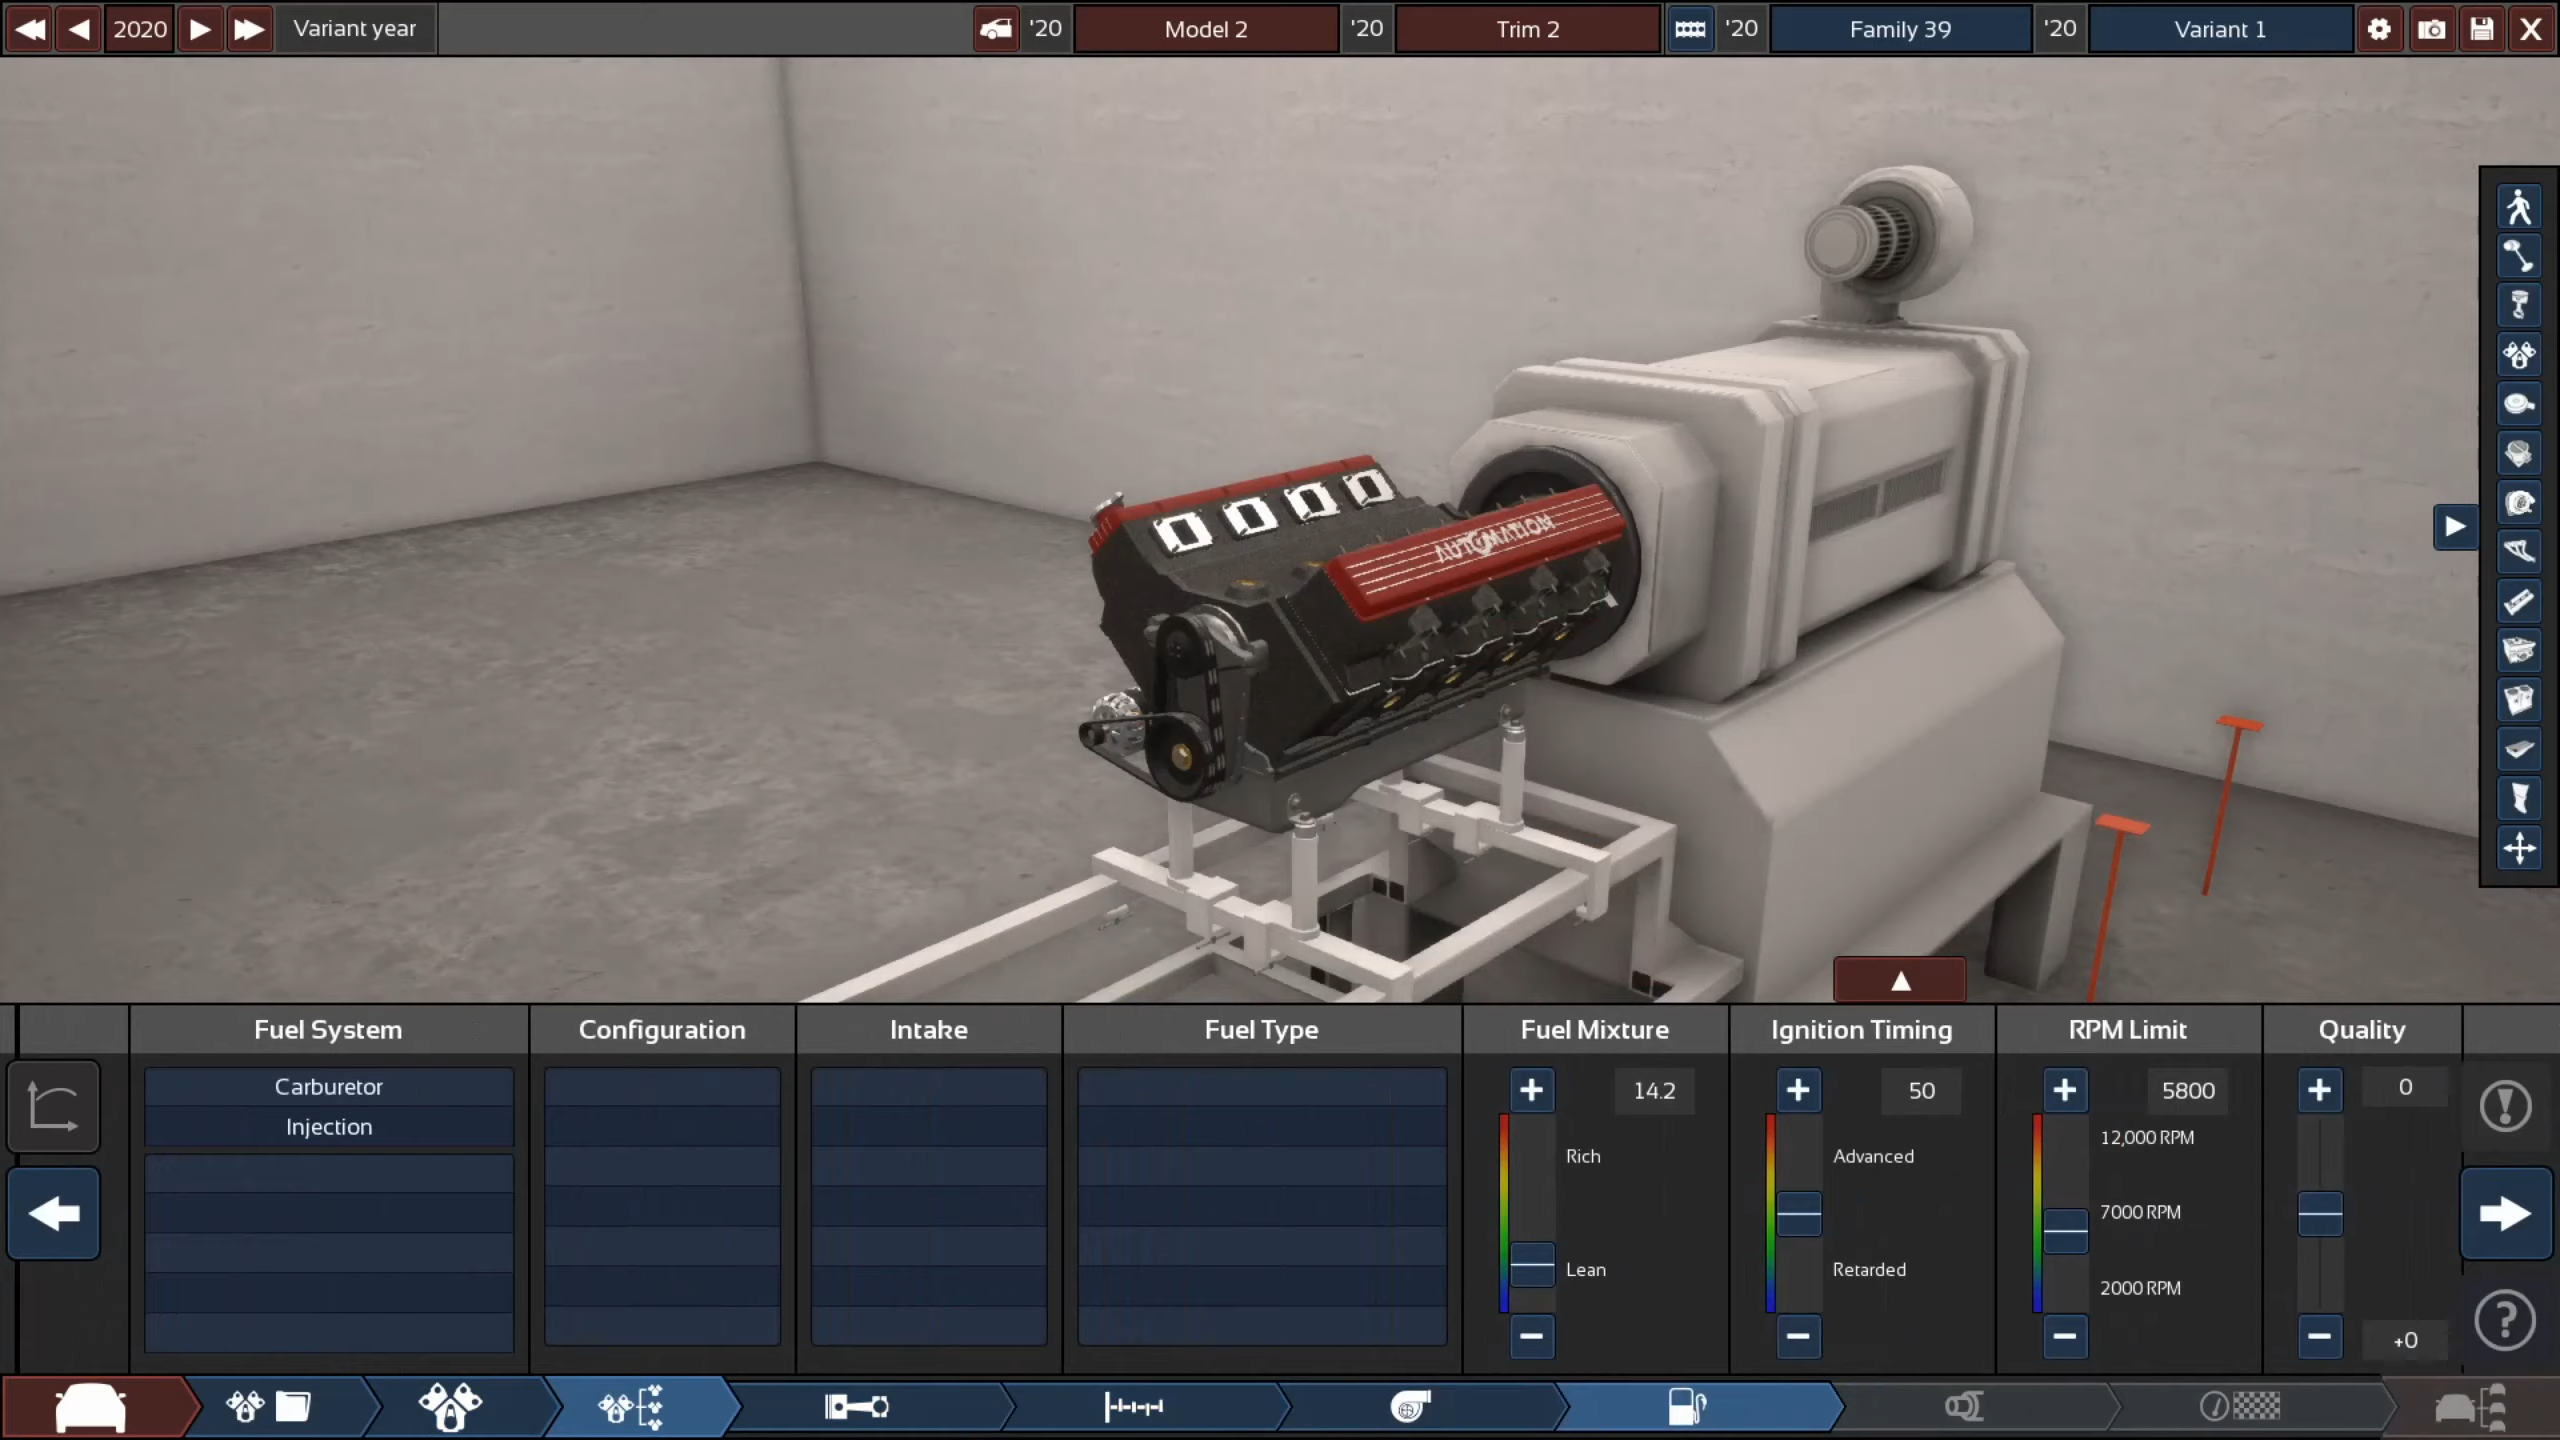 2020
Variant year
'20
Model 2
'20
Trim 2
'20
Family 39
'20
Variant 1
AUTOMATION
Fuel System
Configuration
Intake
Fuel Type
Fuel Mixture
Ignition Timing
RPM Limit
Quality
Carburetor
Injection
14.2
Rich
Lean
50
Advanced
Retarded
5800
12,000 RPM
7000 RPM
2000 RPM
0
+0